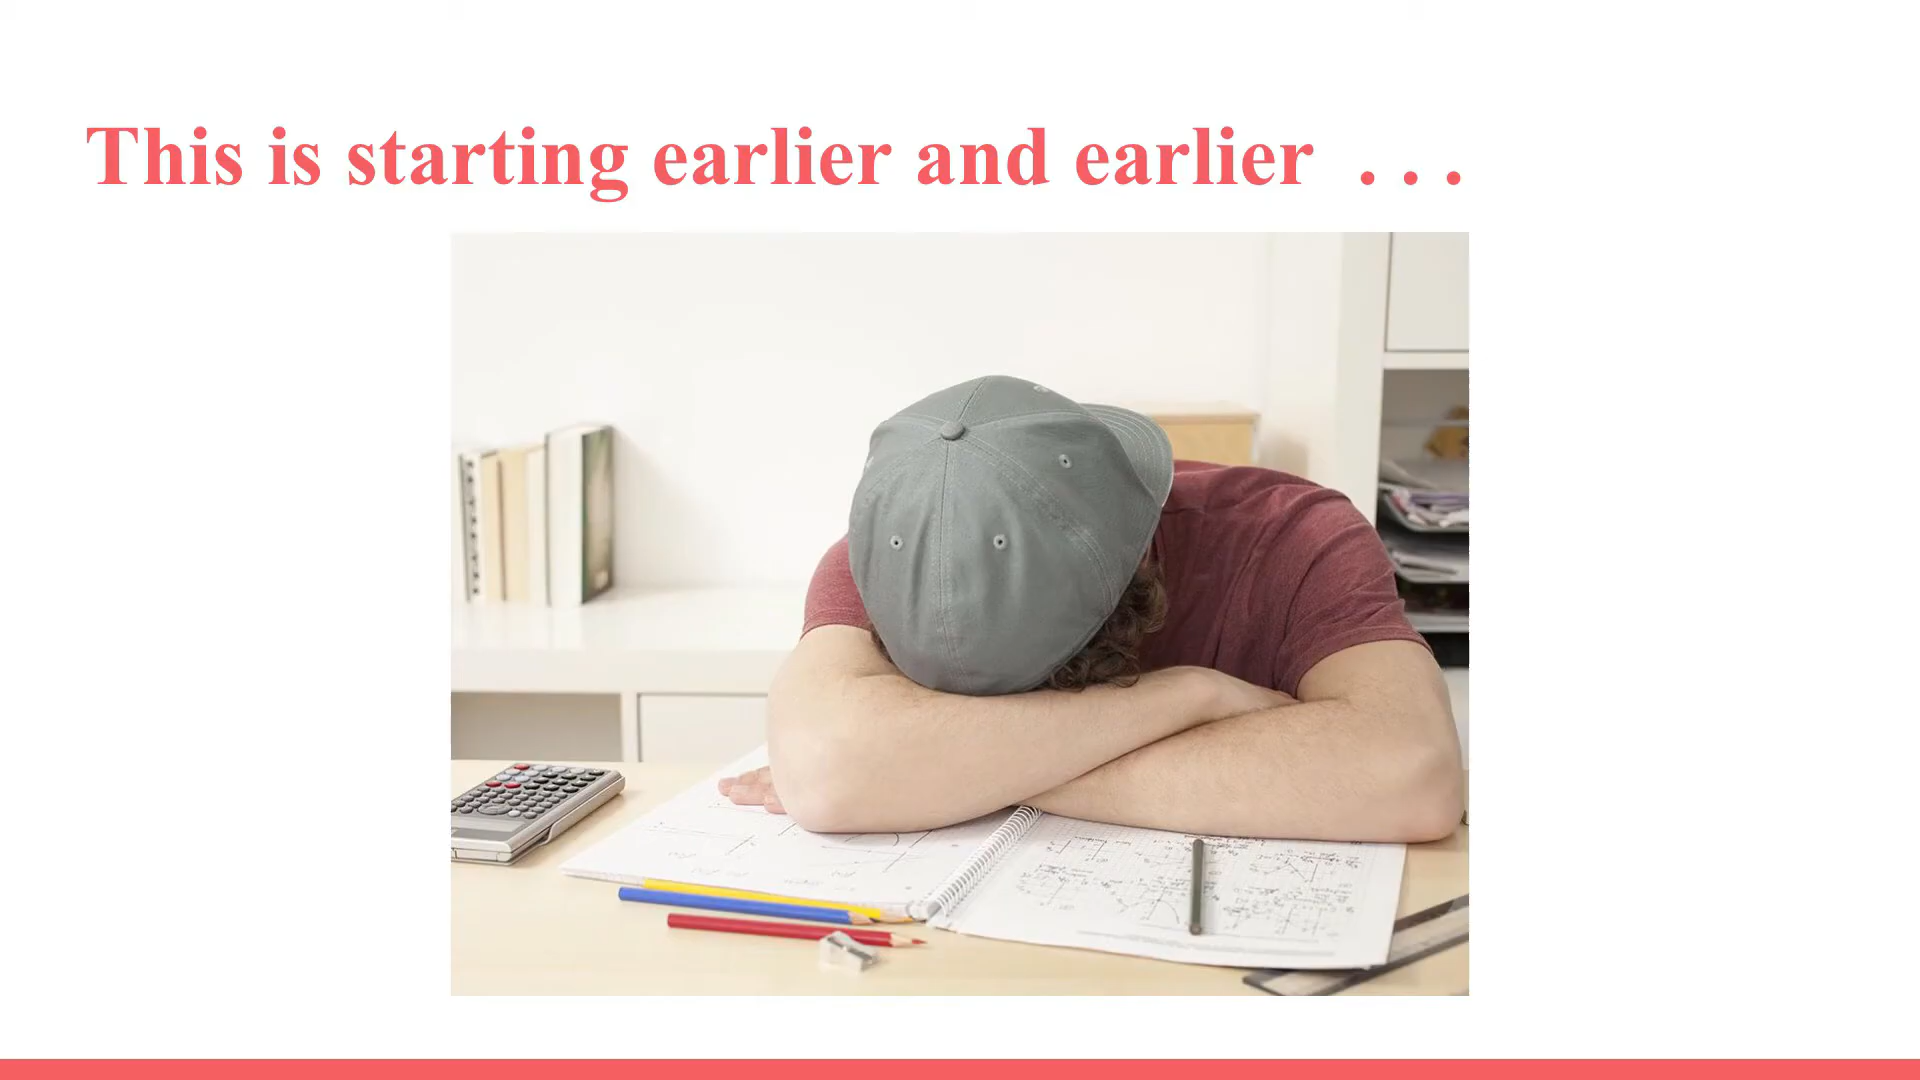 This is starting earlier and earlier . . .